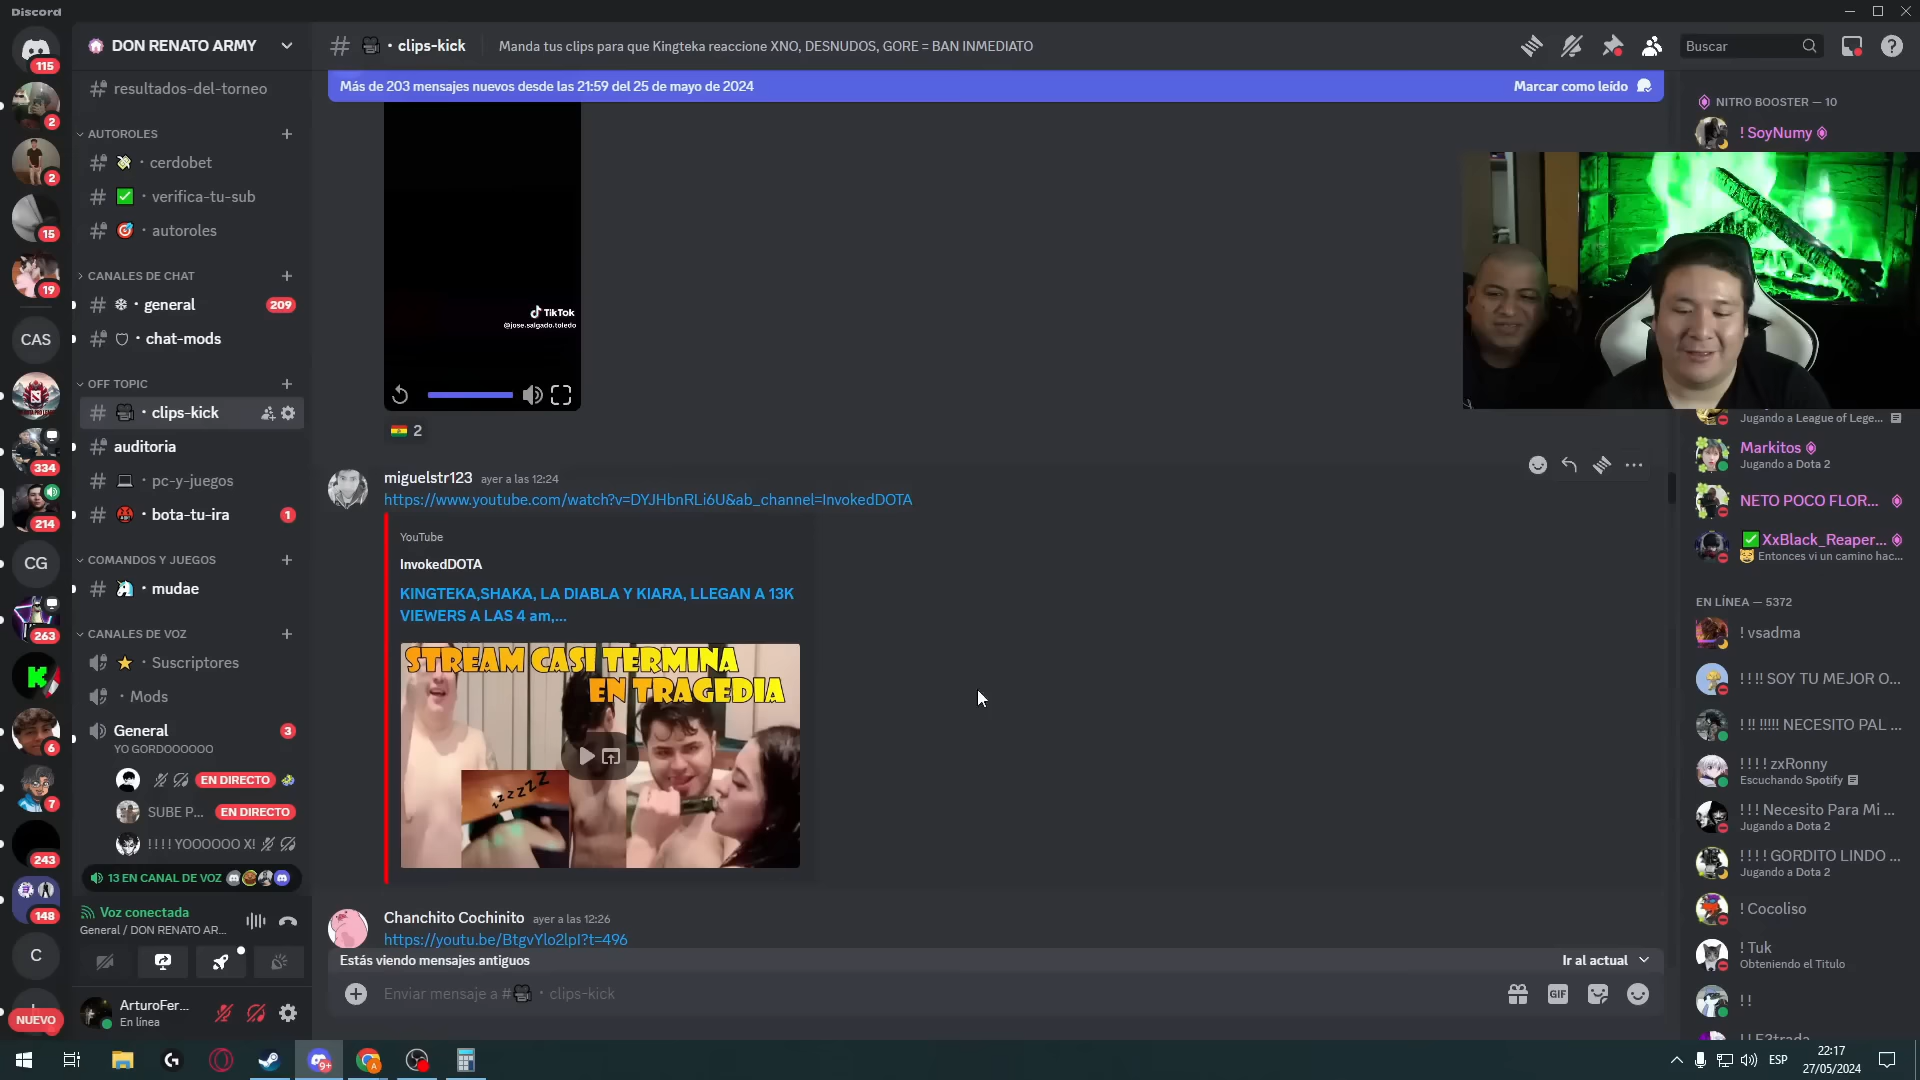 Discord
DON RENATO ARMY
clips-kick
Manda tus clips para que Kingteka reaccione XNO, DESNUDOS, GORE = BAN INMEDIATO
Buscar
115
2
2
15
19
CAS
334
214
CG
263
6
7
243
148
C
NUEVO
resultados-del-torneo
AUTOROLES
cerdobet
verifica-tu-sub
autoroles
CANALES DE CHAT
general
209
chat-mods
OFF TOPIC
clips-kick
auditoria
pc-y-juegos
bota-tu-ira
1
COMANDOS Y JUEGOS
mudae
CANALES DE VOZ
Suscriptores
Mods
General
3
YO GORDOOOOOO
EN DIRECTO
SUBE P...
EN DIRECTO
! ! ! ! YOOOOOO X!
13 EN CANAL DE VOZ
Voz conectada
General / DON RENATO AR...
ArturoFer...
En línea
Más de 203 mensajes nuevos desde las 21:59 del 25 de mayo de 2024
Marcar como leído
TikTok
@jose.salgado.toledo
2
miguelstr123 ayer a las 12:24
https://www.youtube.com/watch?v=DYJHbnRLi6U&ab_channel=InvokedDOTA
YouTube
InvokedDOTA
KINGTEKA,SHAKA, LA DIABLA Y KIARA, LLEGAN A 13K
VIEWERS A LAS 4 am,...
STREAM CASI TERMINA
EN TRAGEDIA
zzzzzZ
Chanchito Cochinito ayer a las 12:26
https://youtu.be/BtgvYlo2lpI?t=496
Estás viendo mensajes antiguos
Ir al actual
Enviar mensaje a # · clips-kick
GIF
NITRO BOOSTER — 10
! SoyNumy
Jugando a League of Lege...
Markitos
Jugando a Dota 2
NETO POCO FLOR...
XxBlack_Reaper...
Entonces vi un camino hac...
EN LÍNEA — 5372
! vsadma
! ! !! SOY TU MEJOR O...
! !! !!!!! NECESITO PAL ...
! ! ! ! zxRonny
Escuchando Spotify
! ! ! Necesito Para Mi ...
Jugando a Dota 2
! ! ! ! GORDITO LINDO ...
Jugando a Dota 2
! Cocoliso
! Tuk
Obteniendo el Titulo
! !
9+
ESP
22:17
27/05/2024